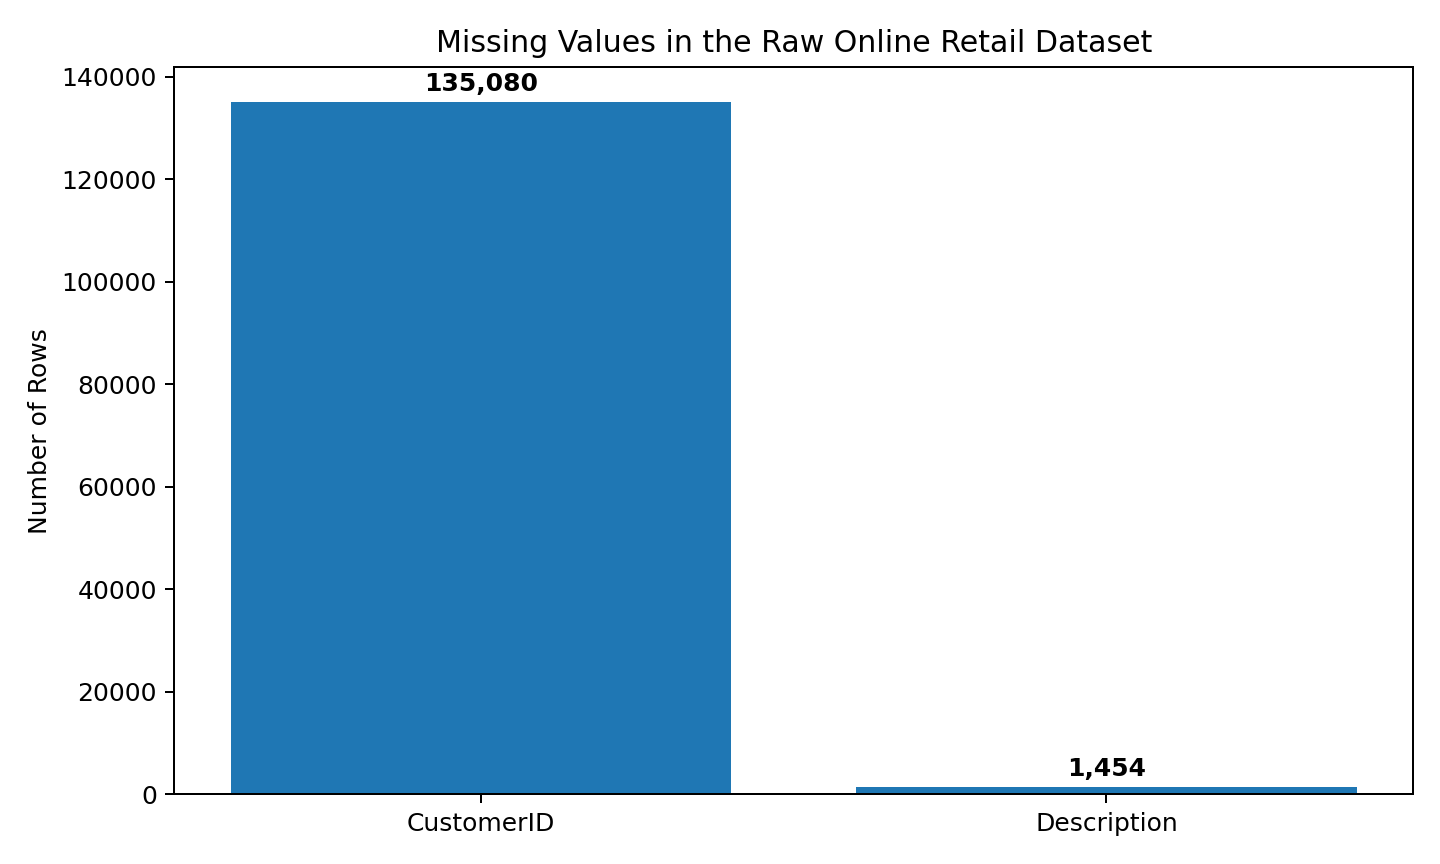 Missing Values in the Raw Online Retail Dataset
140000
135,080
120000
100000
80000
60000
40000
20000
0
Number of Rows
1,454
CustomerID
Description